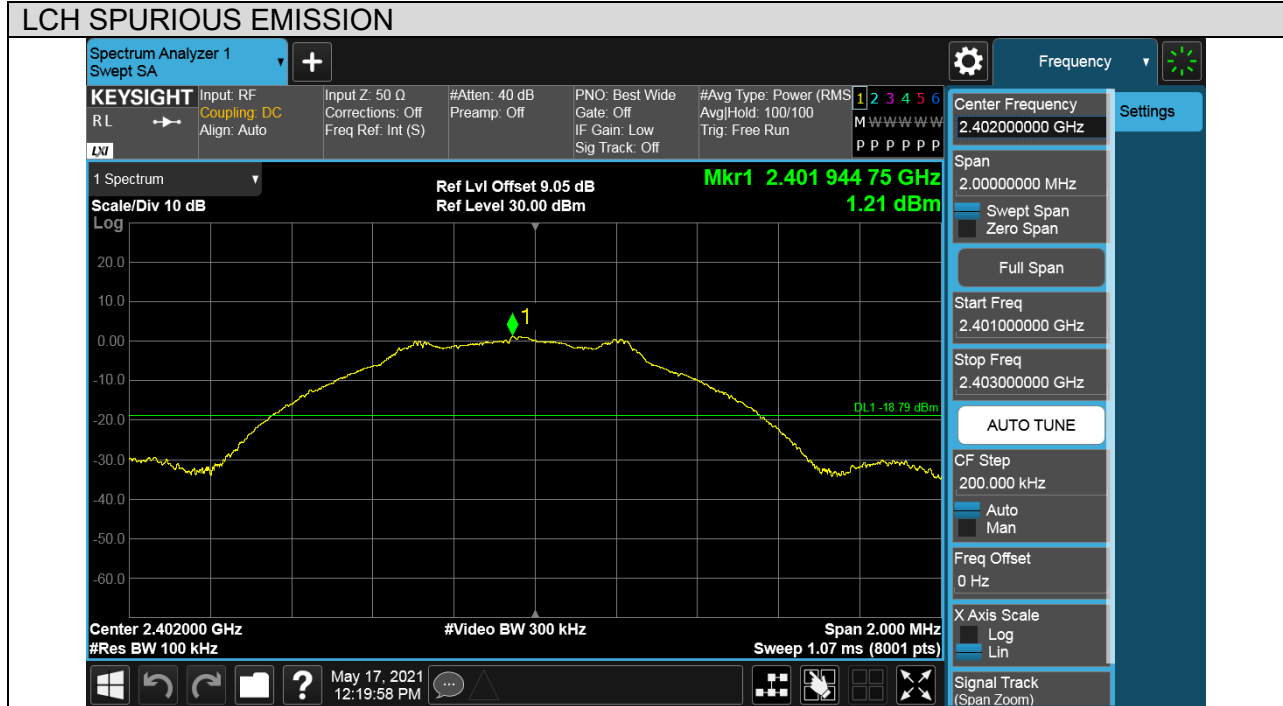 LCH SPURIOUS EMISSION
Spectrum Analyzer 1
Swept SA
Frequency
KEYSIGHT
RL
LXI
Input: RF
Coupling: DC
Align: Auto
Input Z: 50 Ω
Corrections: Off
Freq Ref: Int (S)
#Atten: 40 dB
Preamp: Off
PNO: Best Wide
Gate: Off
IF Gain: Low
Sig Track: Off
#Avg Type: Power (RMS
Avg|Hold: 100/100
Trig: Free Run
1 2 3 4 5 6
M W W W W W
P P P P P P
1 Spectrum
Scale/Div 10 dB
Log
Ref Lvl Offset 9.05 dB
Ref Level 30.00 dBm
Mkr1 2.401 944 75 GHz
1.21 dBm
20.0
10.0
1
0.00
-10.0
DL1 -18.79 dBm
-20.0
-30.0
-40.0
-50.0
-60.0
Center 2.402000 GHz
#Video BW 300 kHz
Span 2.000 MHz
#Res BW 100 kHz
Sweep 1.07 ms (8001 pts)
May 17, 2021
12:19:58 PM
Settings
Center Frequency
2.402000000 GHz
Span
2.00000000 MHz
Swept Span
Zero Span
Full Span
Start Freq
2.401000000 GHz
Stop Freq
2.403000000 GHz
AUTO TUNE
CF Step
200.000 kHz
Auto
Man
Freq Offset
0 Hz
X Axis Scale
Log
Lin
Signal Track
(Span Zoom)